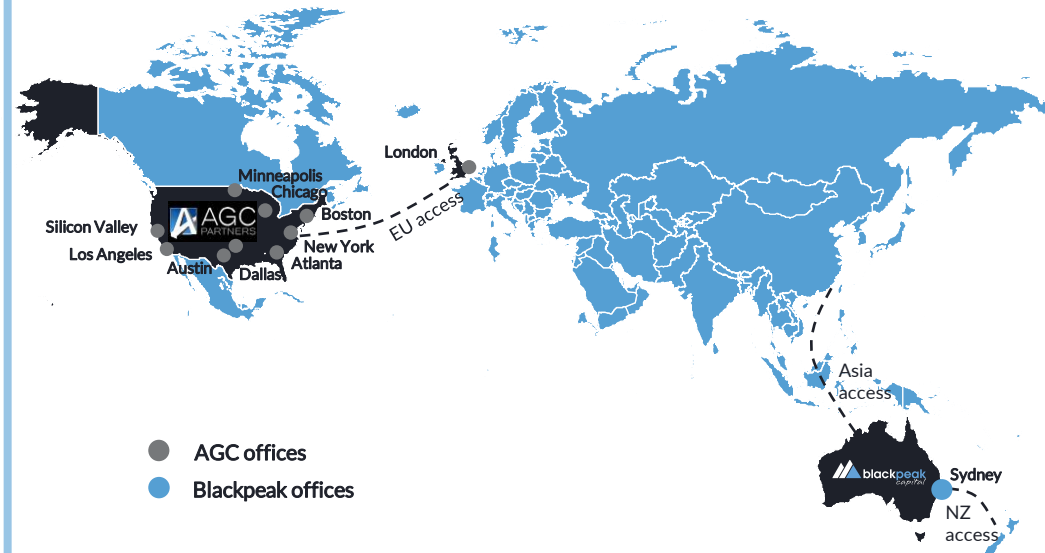 London
Minneapolis
Chicago
AGC
PARTNERS
Boston
Silicon Valley
EU access
New York
Los Angeles
Atlanta
Austin
Dallas
Asia
access
AGC offices
Blackpeak offices
blackpeak
capital
Sydney
NZ
access